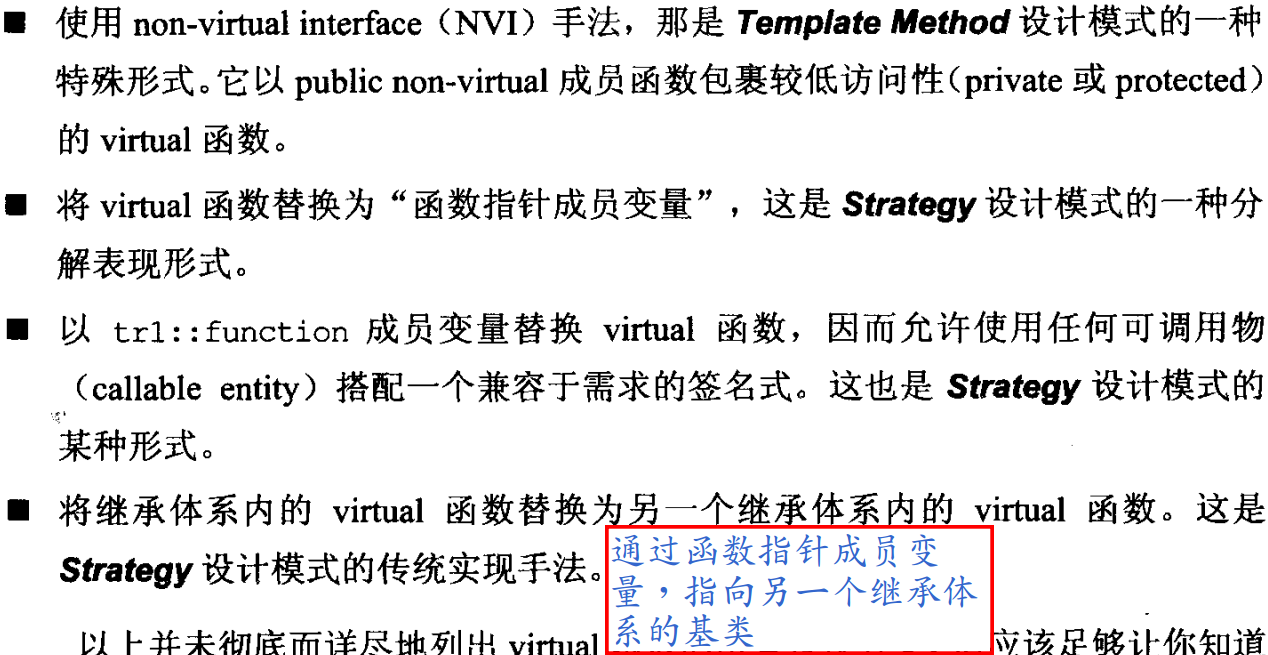 ■ 使用 non-virtual interface（NVI）手法，那是 Template Method 设计模式的一种
特殊形式。它以 public non-virtual 成员函数包裹较低访问性（private 或 protected）
的 virtual 函数。
■ 将 virtual 函数替换为“函数指针成员变量”，这是 Strategy 设计模式的一种分
解表现形式。
■ 以 tr1::function 成员变量替换 virtual 函数，因而允许使用任何可调用物
（callable entity）搭配一个兼容于需求的签名式。这也是 Strategy 设计模式的
某种形式。
■ 将继承体系内的 virtual 函数替换为另一个继承体系内的 virtual 函数。这是
Strategy 设计模式的传统实现手法。
通过函数指针成员变
量，指向另一个继承体
系的基类
以上并未彻底而详尽地列出 virtual 应该足够让你知道